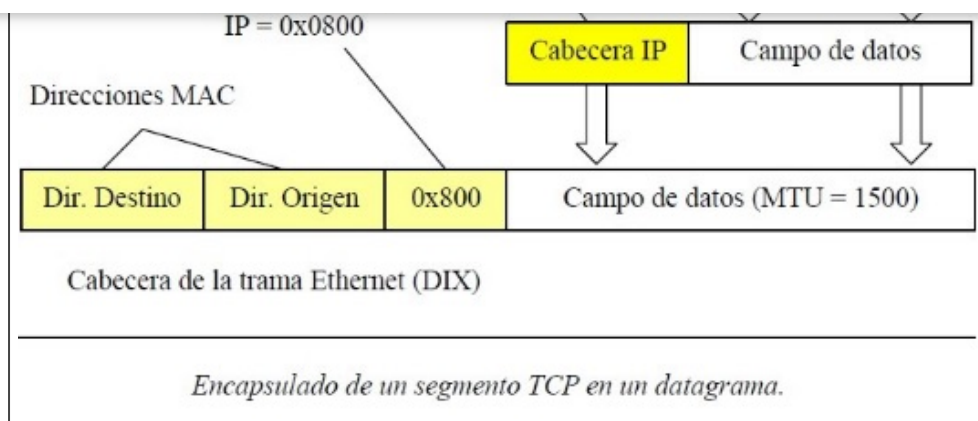 IP = 0x0800
Cabecera IP Campo de datos
Direcciones MAC
Dir. Destino Dir. Origen 0x800 Campo de datos (MTU = 1500)
Cabecera de la trama Ethernet (DIX)
Encapsulado de un segmento TCP en un datagrama.